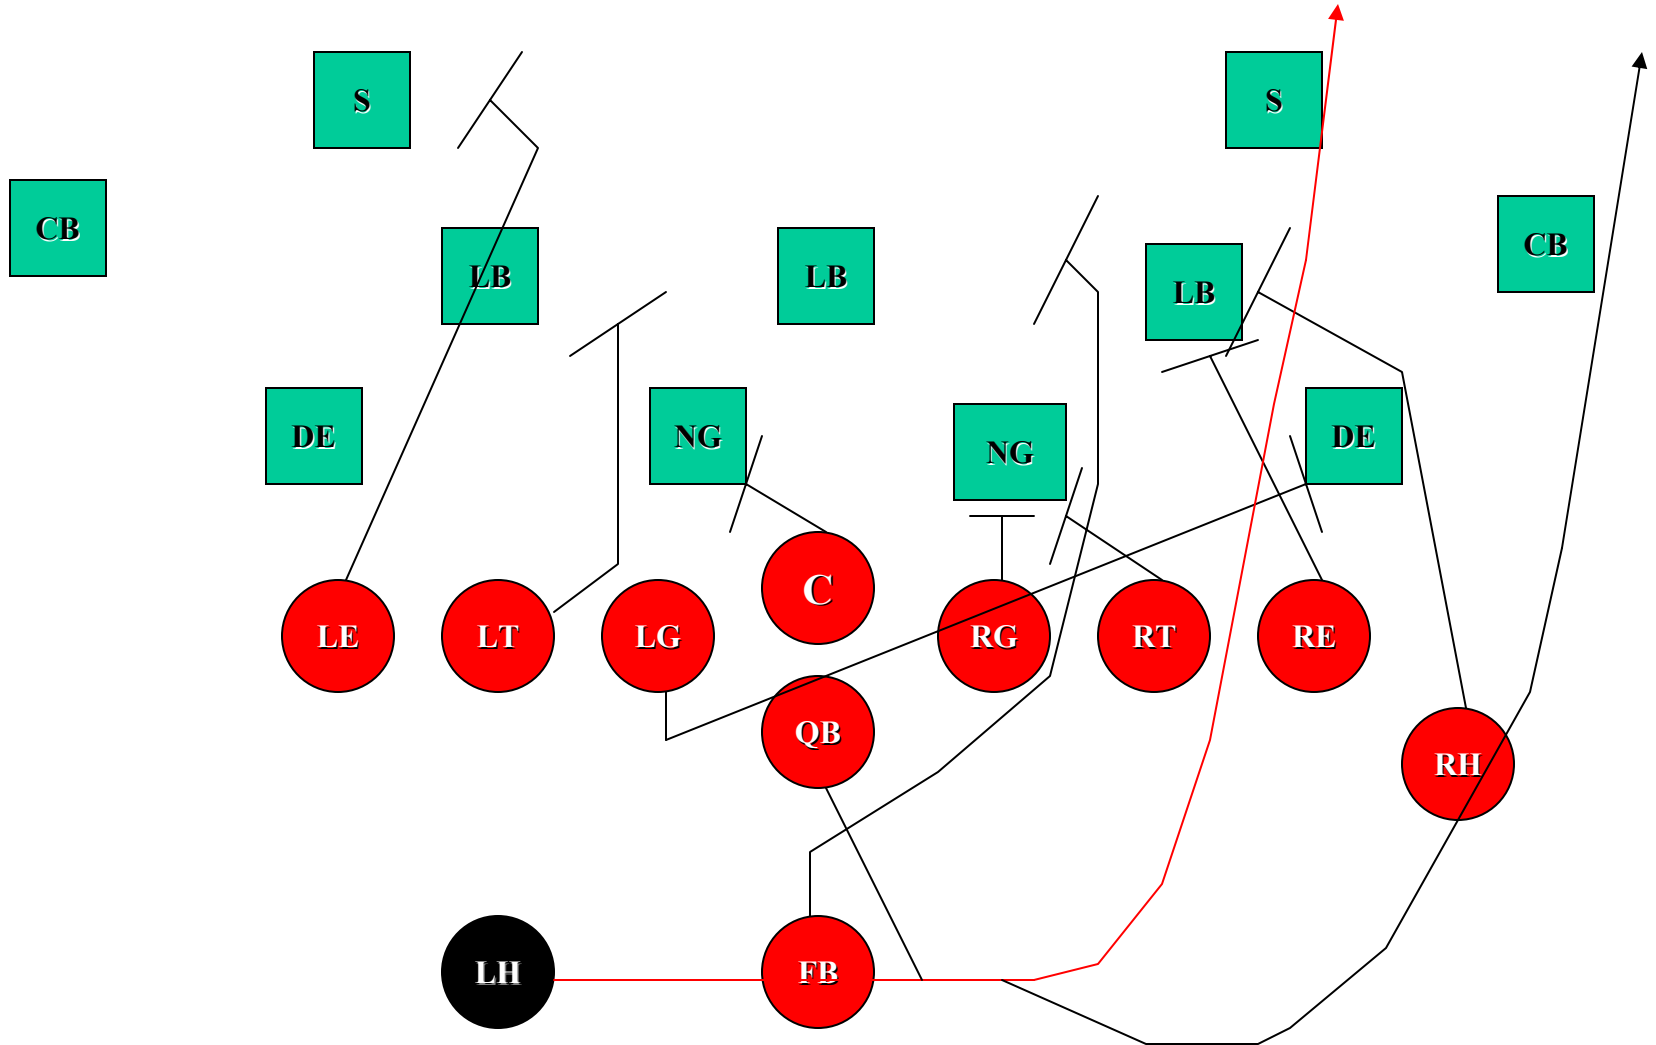 S
S
CB
CB
LB
LB
LB
DE
NG
NG
DE
C
LE
LT
LG
RG
RT
RE
QB
RH
LH
FB